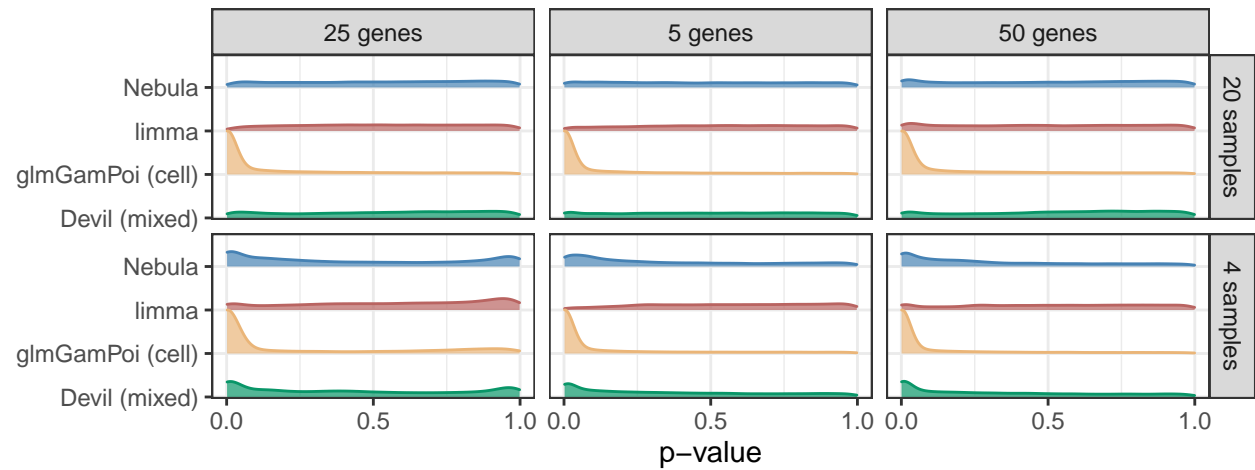 25 genes
5 genes
50 genes
Nebula
limma
glmGamPoi (cell)
Devil (mixed)
20 samples
Nebula
limma
glmGamPoi (cell)
Devil (mixed)
4 samples
0.0 0.5 1.0
0.0 0.5 1.0
0.0 0.5 1.0
p−value